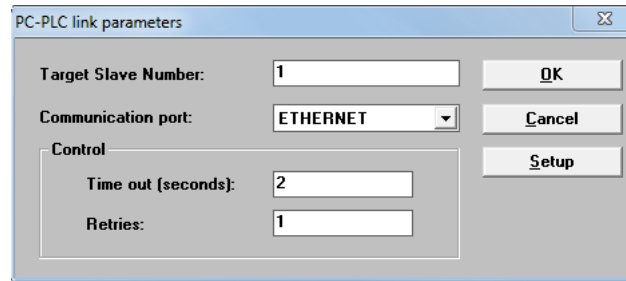 PC-PLC link parameters
Target Slave Number: 1 OK
Communication port: ETHERNET Cancel
Control Setup
Time out (seconds): 2
Retries: 1